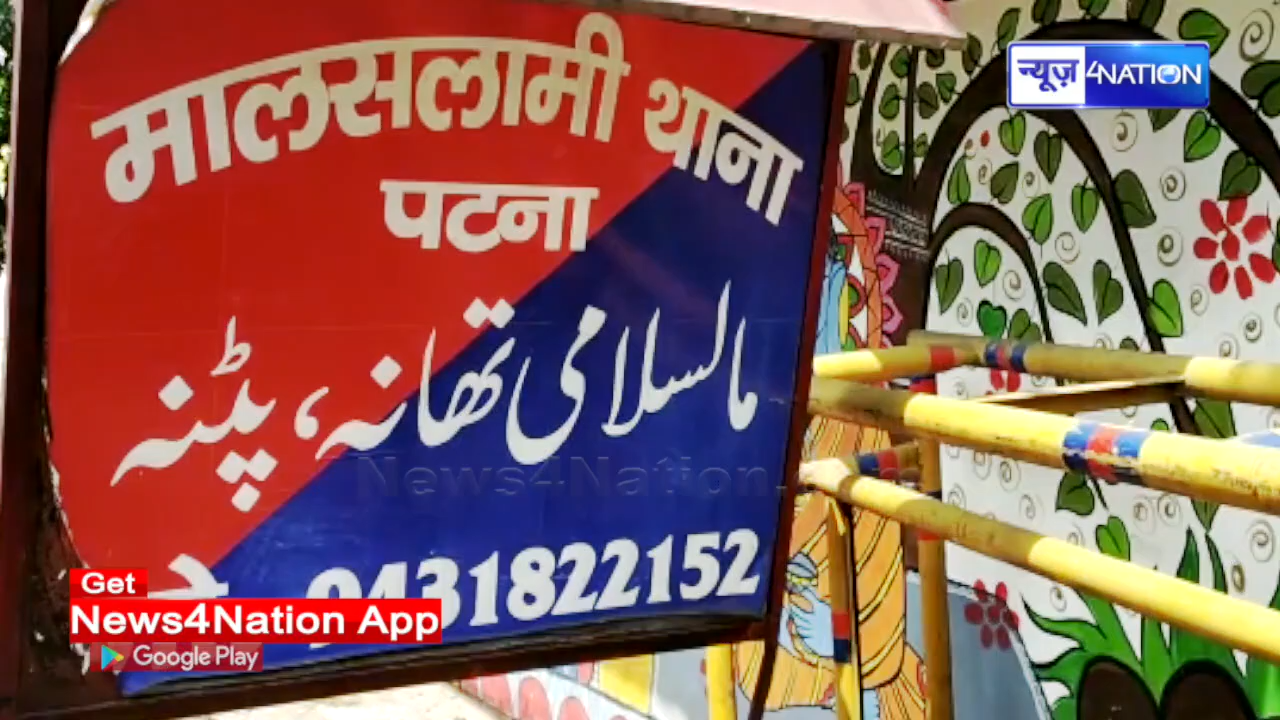 मालसलामी थाना
पटना
مالسلامی تھانہ، پٹنہ
9431822152
न्यूज़ 4NATION
News4Nation
Get
News4Nation App
Google Play